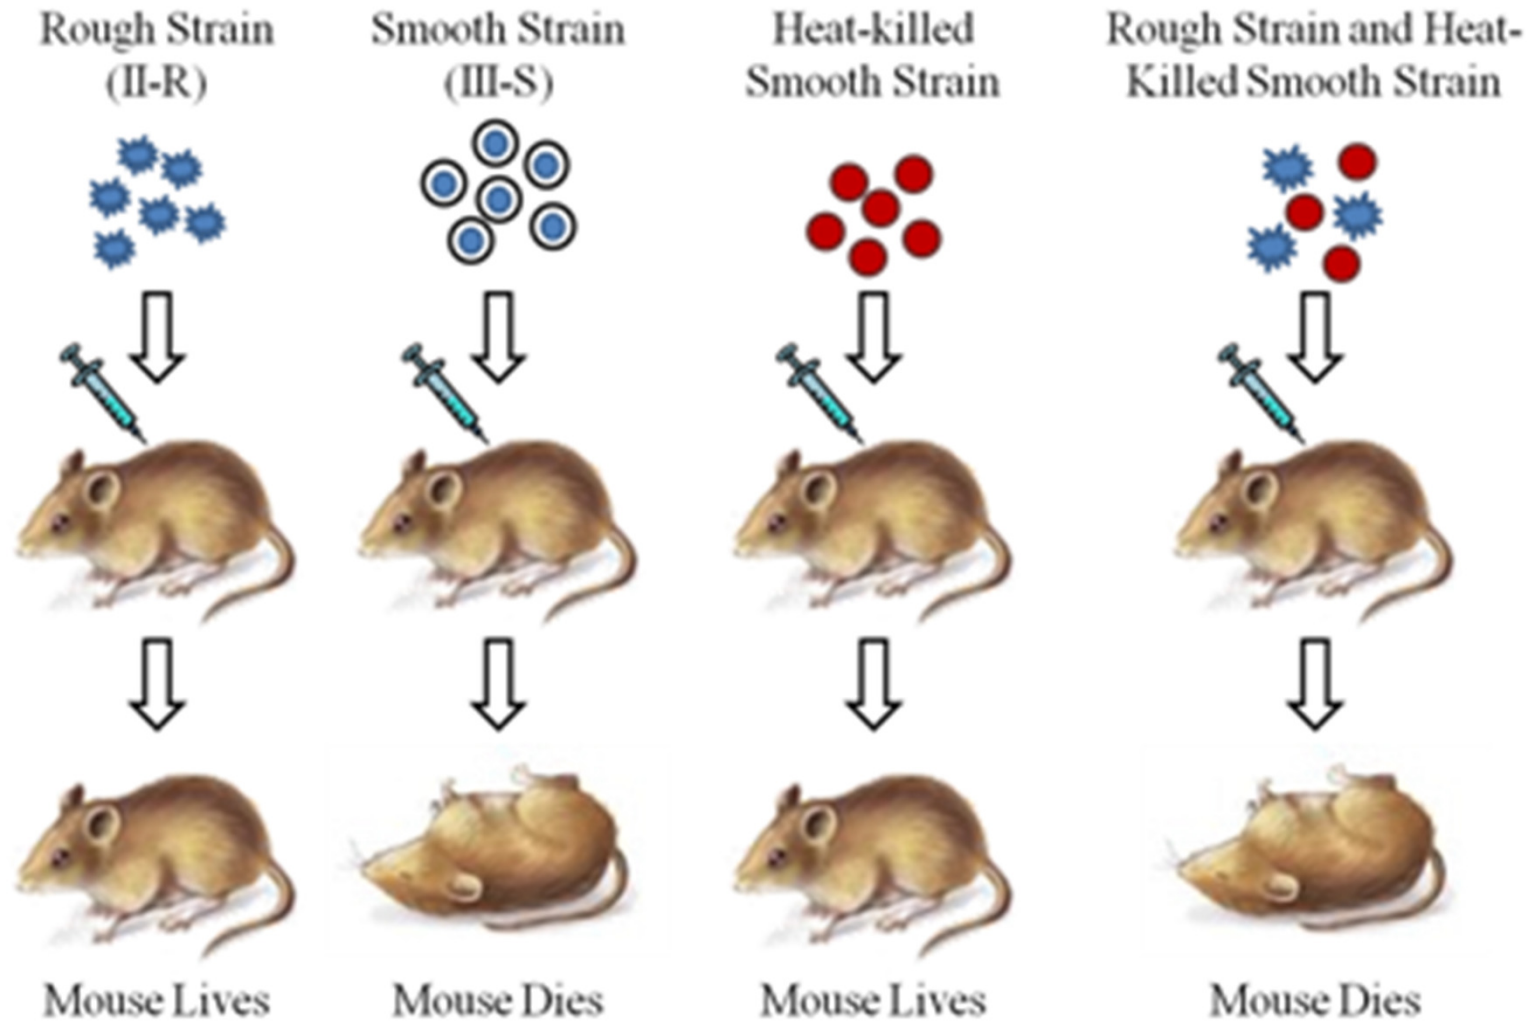 Rough Strain
(II-R)
Smooth Strain
(III-S)
Heat-killed
Smooth Strain
Rough Strain and Heat-
Killed Smooth Strain
Mouse Lives
Mouse Dies
Mouse Lives
Mouse Dies